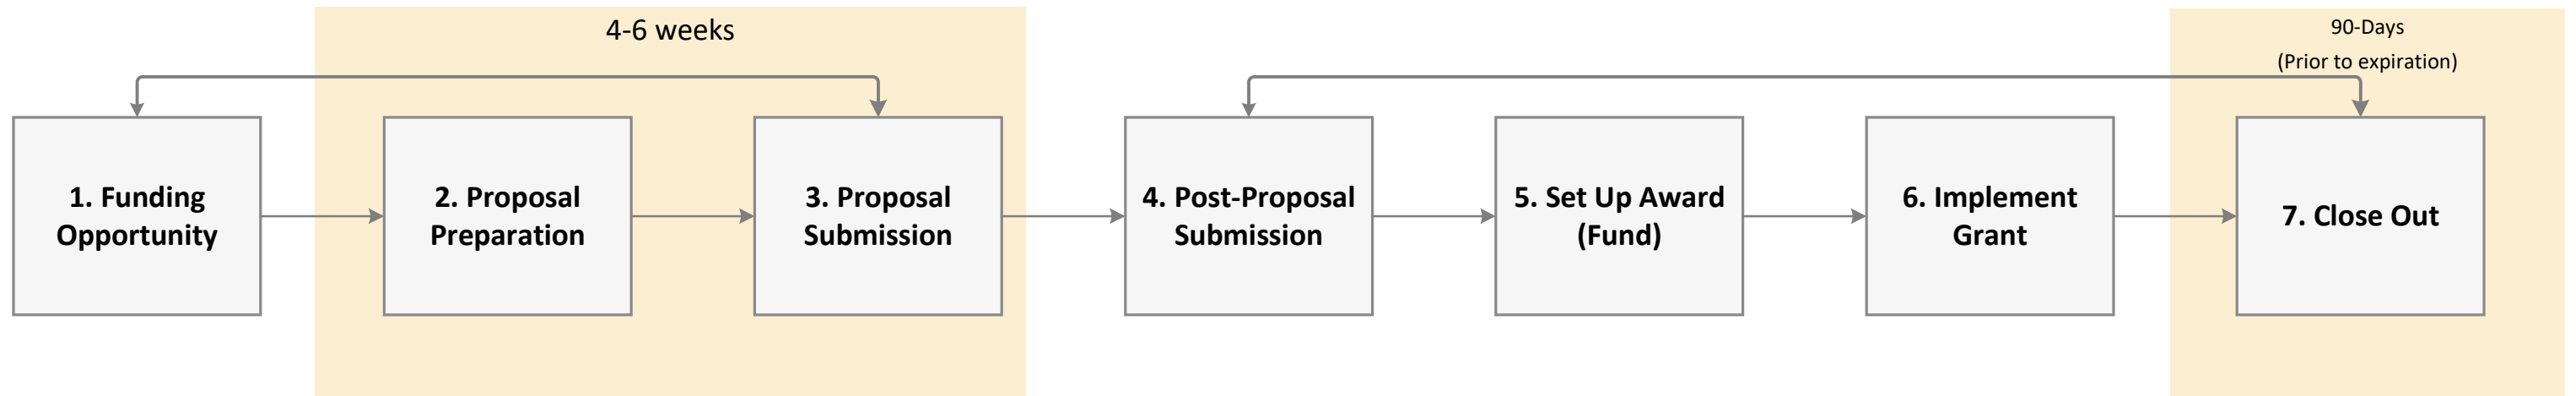 4-6 weeks
90-Days
(Prior to expiration)
1. Funding
Opportunity
2. Proposal
Preparation
3. Proposal
Submission
4. Post-Proposal
Submission
5. Set Up Award
(Fund)
6. Implement
Grant
7. Close Out